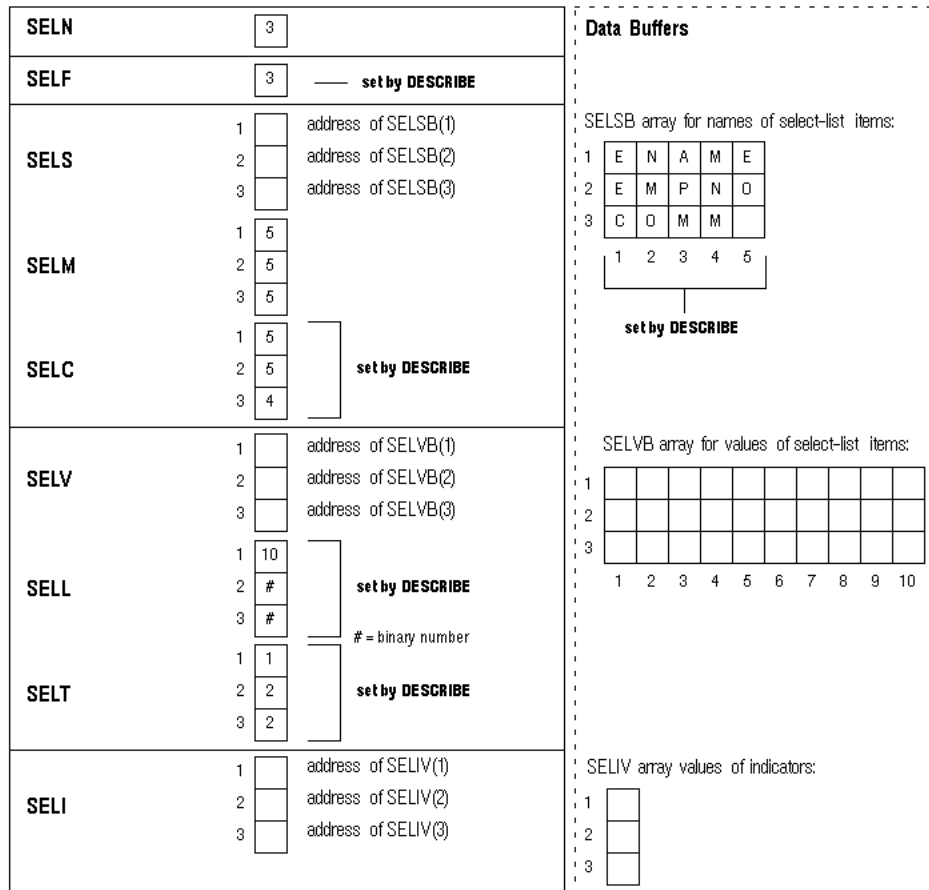 SELN 3
Data Buffers
SELF 3 set by DESCRIBE
SELS
1 address of SELSB(1)
2 address of SELSB(2)
3 address of SELSB(3)
SELSB array for names of select-list items:
1 E N A M E
2 E M P N O
3 C O M M
1 2 3 4 5
set by DESCRIBE
SELM
1 5
2 5
3 5
SELC
1 5
2 5
3 4
set by DESCRIBE
SELV
1 address of SELVB(1)
2 address of SELVB(2)
3 address of SELVB(3)
SELVB array for values of select-list items:
1
2
3
1 2 3 4 5 6 7 8 9 10
SELL
1 10
2 #
3 #
set by DESCRIBE
# = binary number
SELT
1 1
2 2
3 2
set by DESCRIBE
SELI
1 address of SELIV(1)
2 address of SELIV(2)
3 address of SELIV(3)
SELIV array values of indicators:
1
2
3